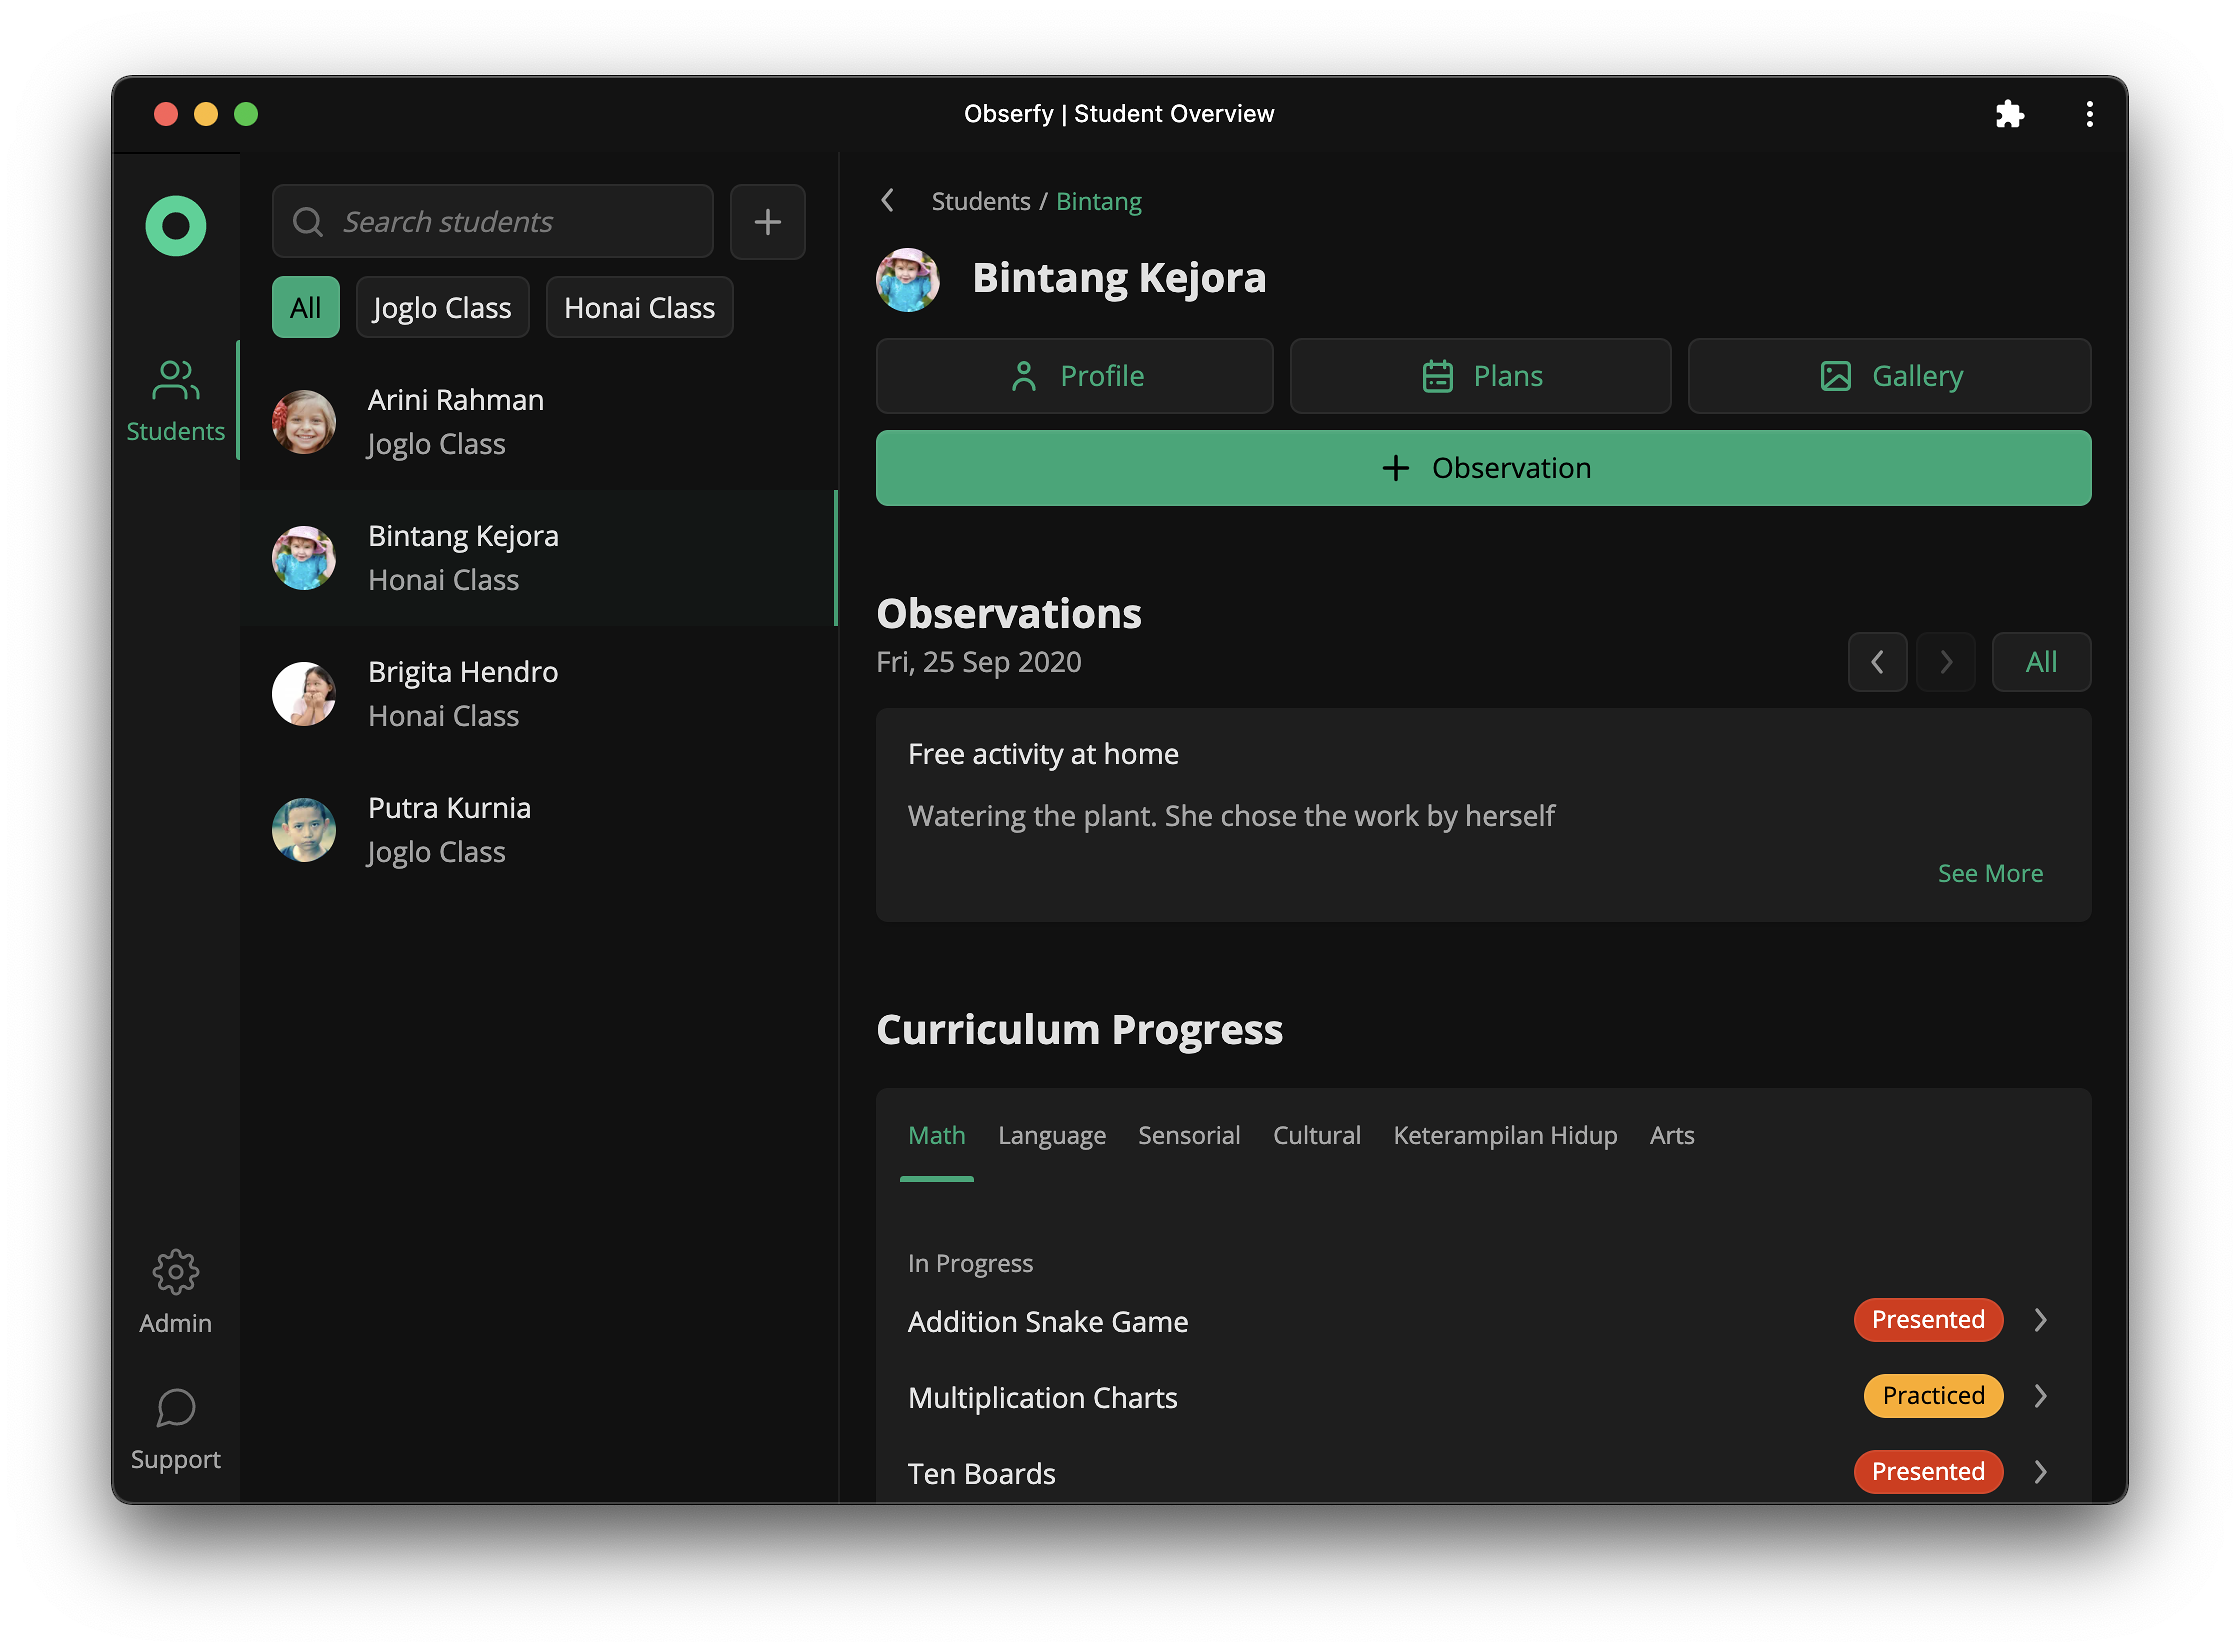 Obserfy | Student Overview
Students
Admin
Support
Search students
All
Joglo Class
Honai Class
Arini Rahman
Joglo Class
Bintang Kejora
Honai Class
Brigita Hendro
Honai Class
Putra Kurnia
Joglo Class
Students / Bintang
Bintang Kejora
Profile
Plans
Gallery
Observation
Observations
Fri, 25 Sep 2020
All
Free activity at home
Watering the plant. She chose the work by herself
See More
Curriculum Progress
Math Language Sensorial Cultural Keterampilan Hidup Arts
In Progress
Addition Snake Game Presented
Multiplication Charts Practiced
Ten Boards Presented